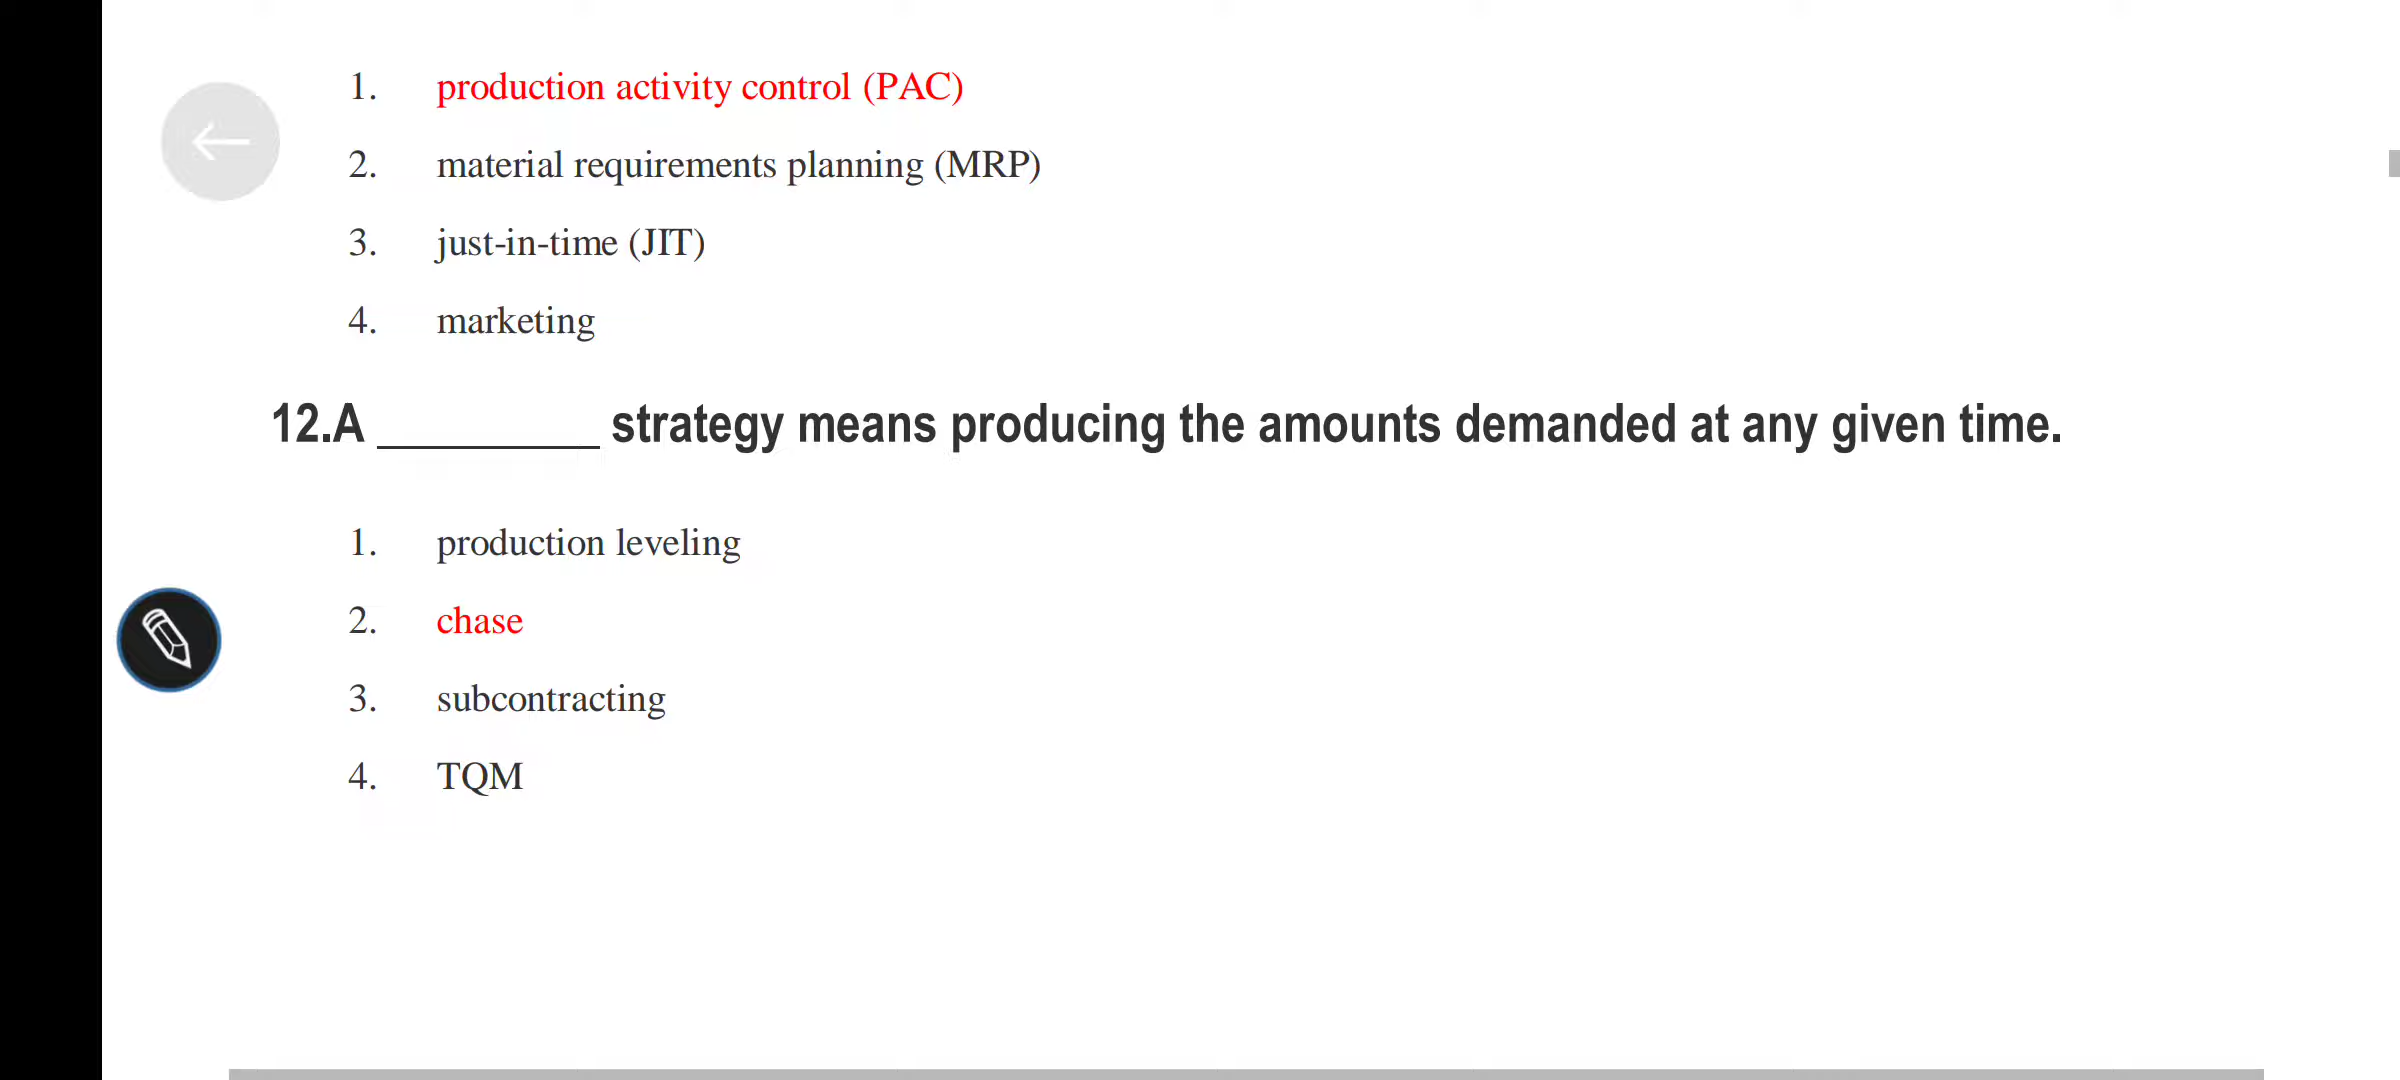 1. production activity control (PAC)
2. material requirements planning (MRP)
3. just-in-time (JIT)
4. marketing
12.A ________ strategy means producing the amounts demanded at any given time.
1. production leveling
2. chase
3. subcontracting
4. TQM